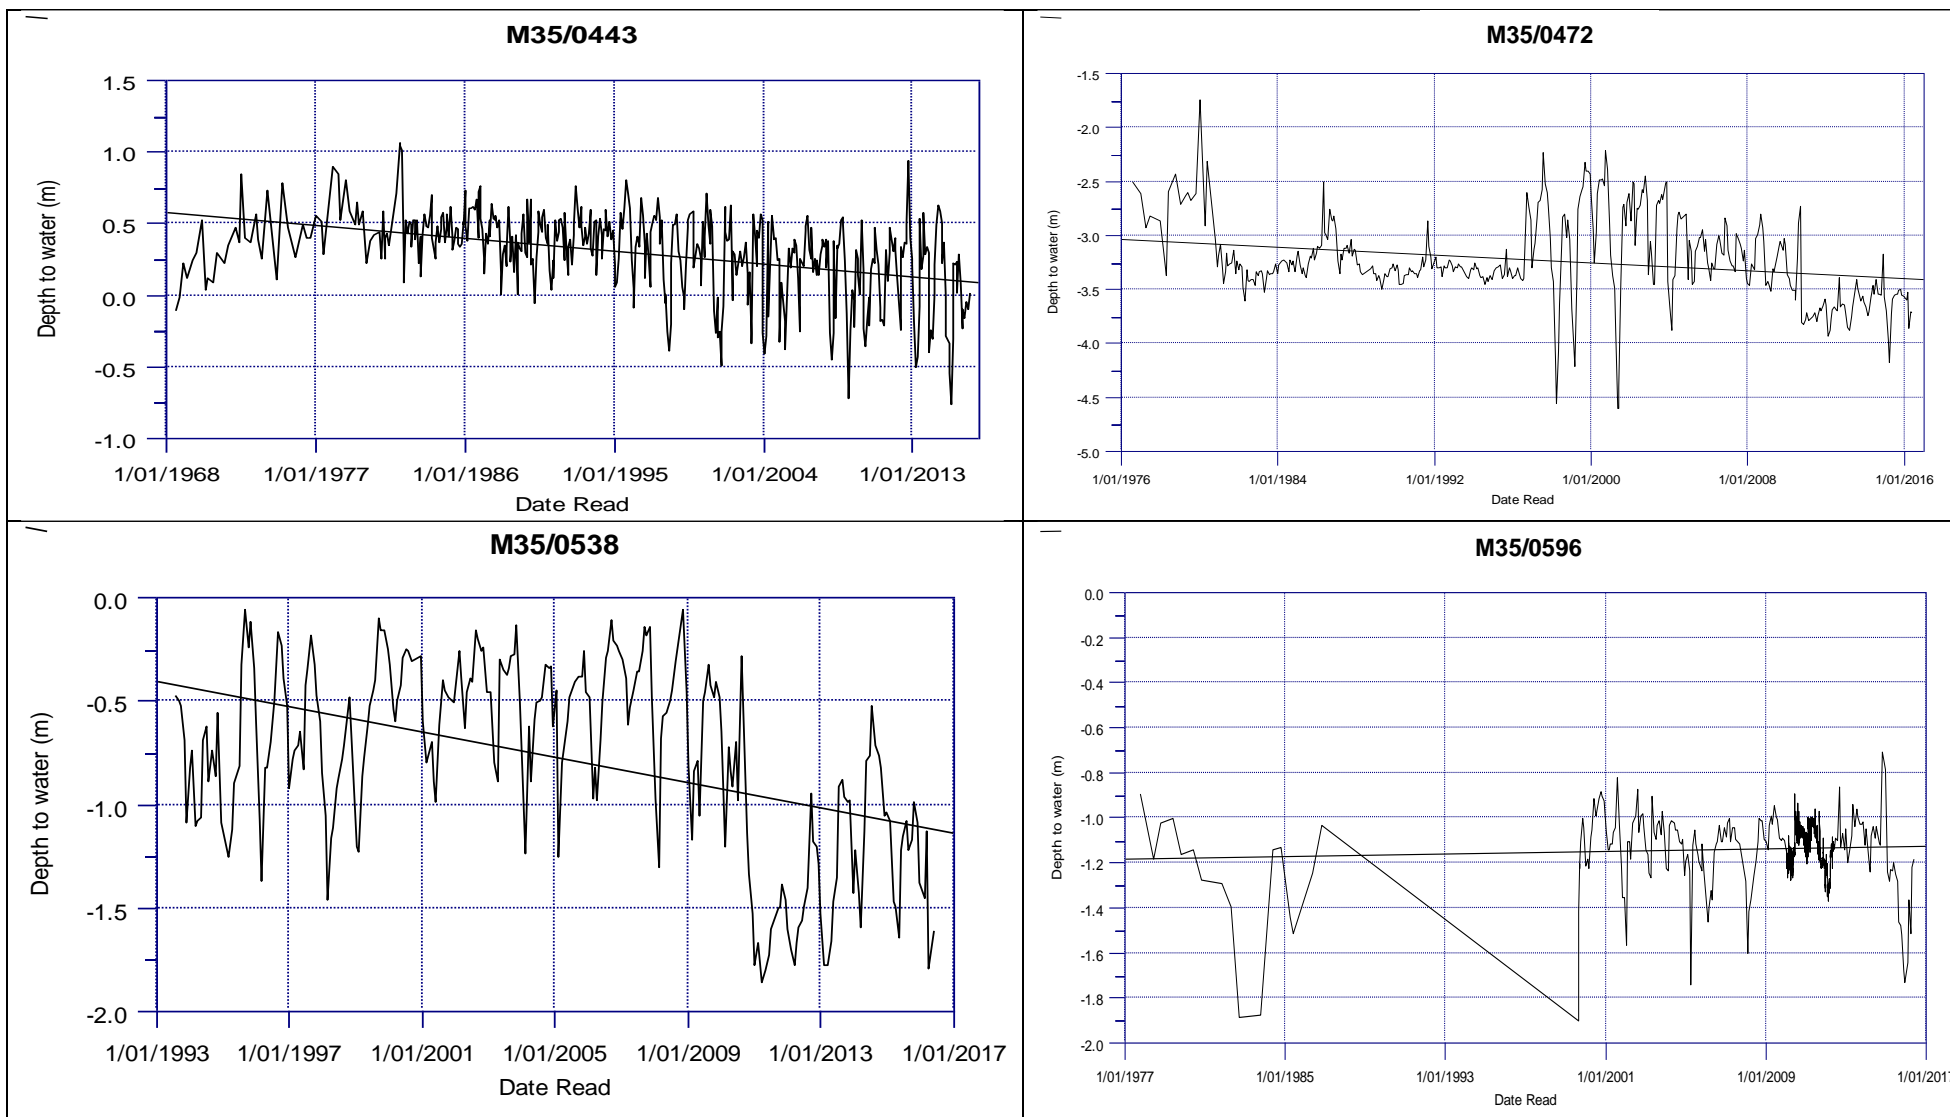 M35/0443
Depth to water (m)
1.5
1.0
0.5
0.0
-0.5
-1.0
1/01/1968 1/01/1977 1/01/1986 1/01/1995 1/01/2004 1/01/2013
Date Read
M35/0472
Depth to water (m)
-1.5
-2.0
-2.5
-3.0
-3.5
-4.0
-4.5
-5.0
1/01/1976 1/01/1984 1/01/1992 1/01/2000 1/01/2008 1/01/2016
Date Read
M35/0538
Depth to water (m)
0.0
-0.5
-1.0
-1.5
-2.0
1/01/1993 1/01/1997 1/01/2001 1/01/2005 1/01/2009 1/01/2013 1/01/2017
Date Read
M35/0596
Depth to water (m)
0.0
-0.2
-0.4
-0.6
-0.8
-1.0
-1.2
-1.4
-1.6
-1.8
-2.0
1/01/1977 1/01/1985 1/01/1993 1/01/2001 1/01/2009 1/01/2017
Date Read